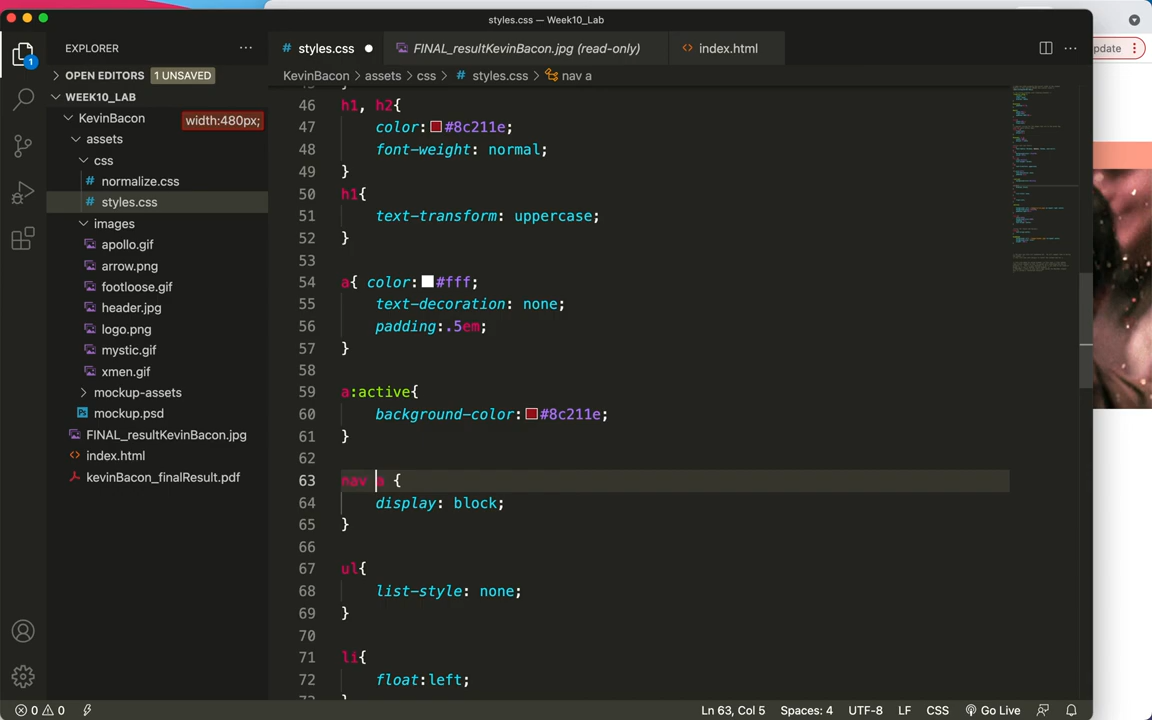 styles.css — Week10_Lab
EXPLORER
OPEN EDITORS 1 UNSAVED
WEEK10_LAB
KevinBacon
width:480px;
assets
css
# normalize.css
# styles.css
images
apollo.gif
arrow.png
footloose.gif
header.jpg
logo.png
mystic.gif
xmen.gif
mockup-assets
mockup.psd
FINAL_resultKevinBacon.jpg
index.html
kevinBacon_finalResult.pdf
1
# styles.css
FINAL_resultKevinBacon.jpg (read-only)
<> index.html
KevinBacon > assets > css > # styles.css > nav a
46 h1, h2{
47 color:#8c211e;
48 font-weight: normal;
49 }
50 h1{
51 text-transform: uppercase;
52 }
53
54 a{ color:#fff;
55 text-decoration: none;
56 padding:.5em;
57 }
58
59 a:active{
60 background-color:#8c211e;
61 }
62
63 nav a {
64 display: block;
65 }
66
67 ul{
68 list-style: none;
69 }
70
71 li{
72 float:left;
pdate
0 0
Ln 63, Col 5 Spaces: 4 UTF-8 LF CSS Go Live